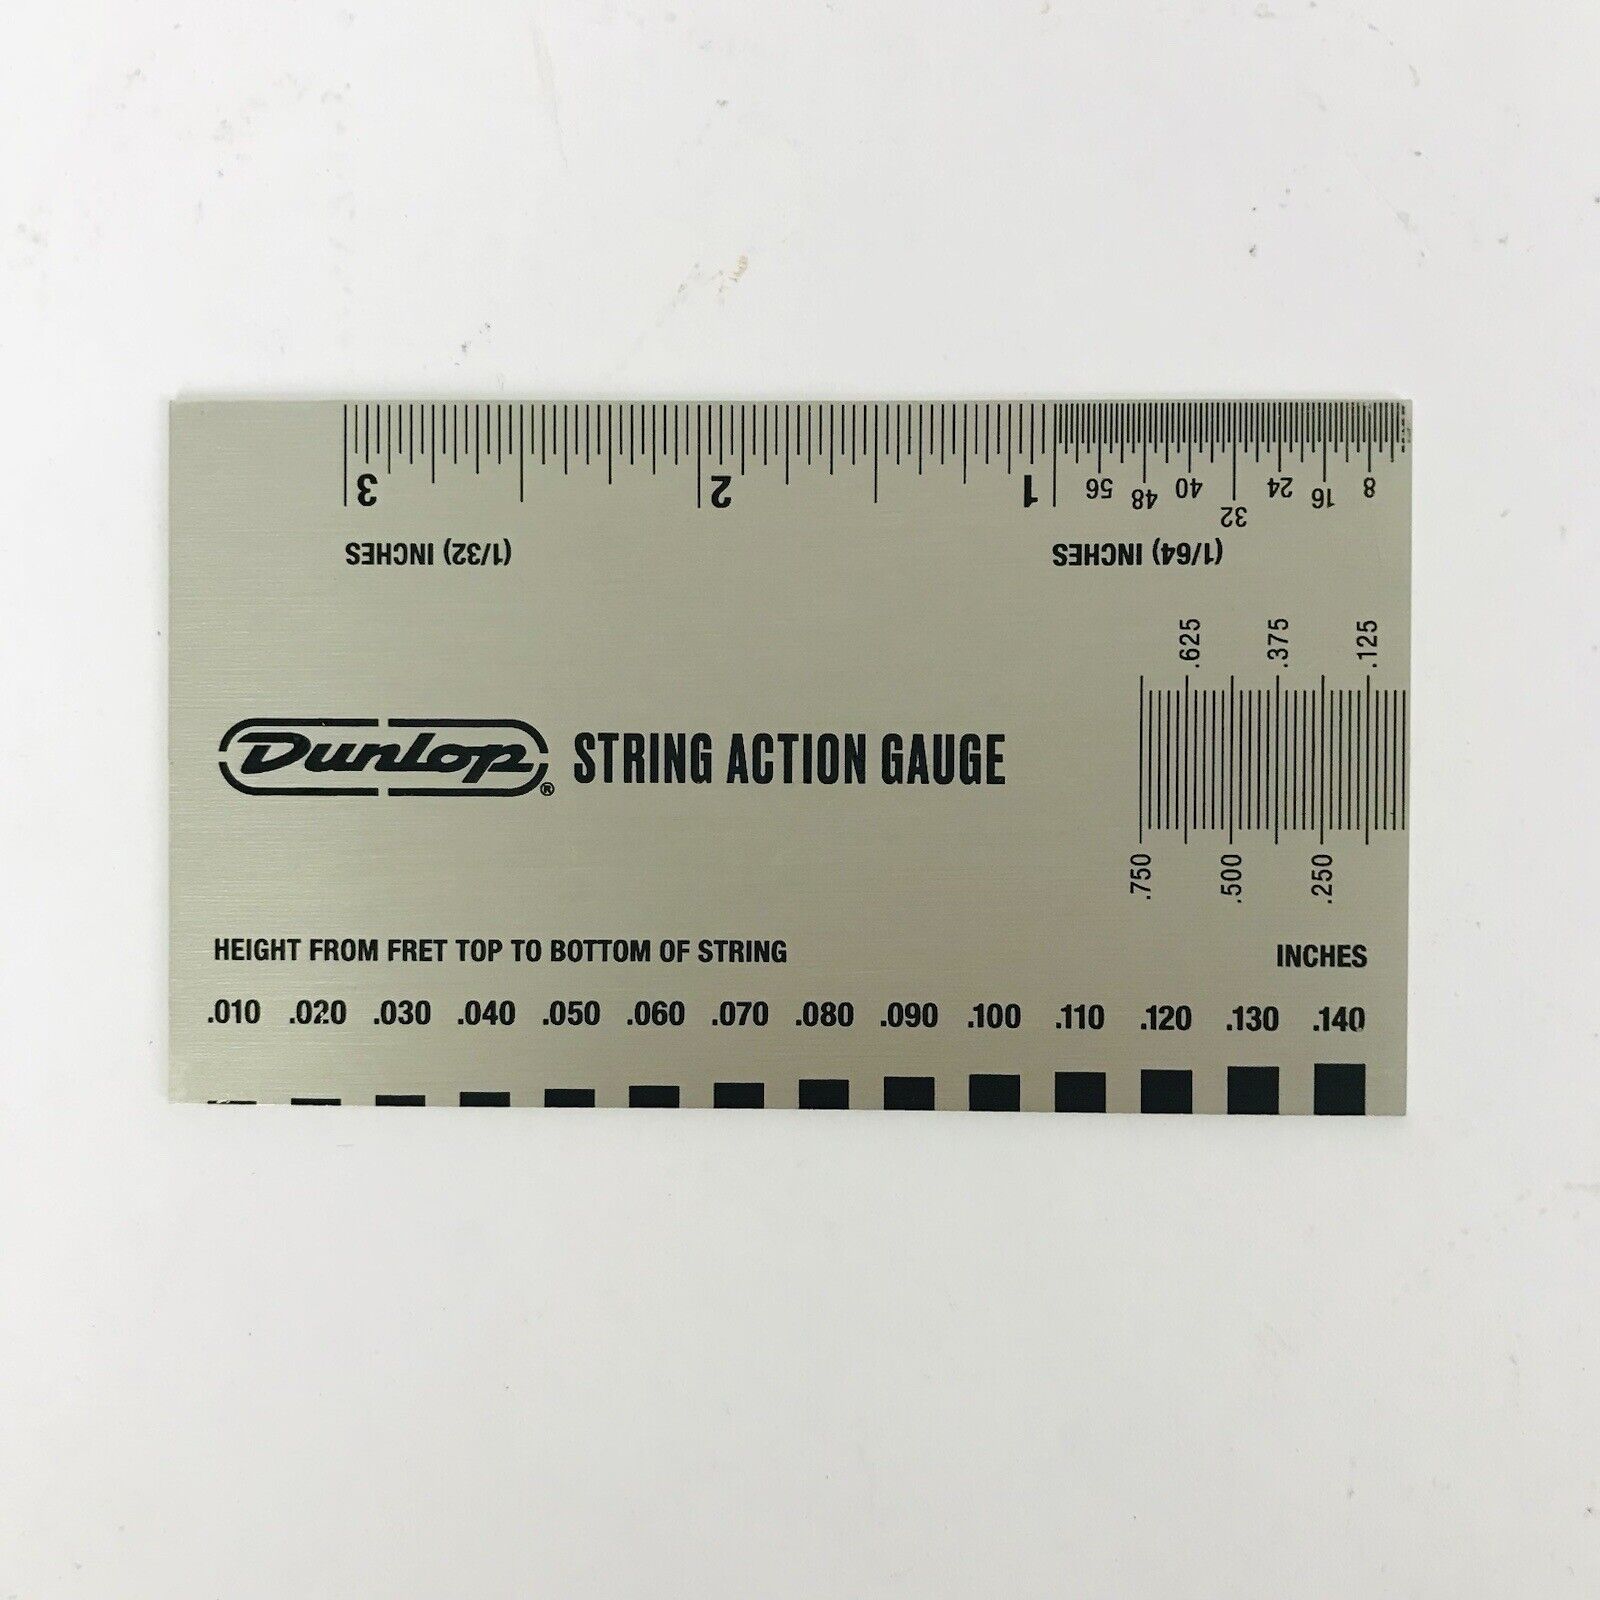 3 2 1 56 48 40 32 24 16 8
(1/32) INCHES (1/64) INCHES
.625 .375 .125
Dunlop® STRING ACTION GAUGE
.750 .500 .250
HEIGHT FROM FRET TOP TO BOTTOM OF STRING INCHES
.010 .020 .030 .040 .050 .060 .070 .080 .090 .100 .110 .120 .130 .140